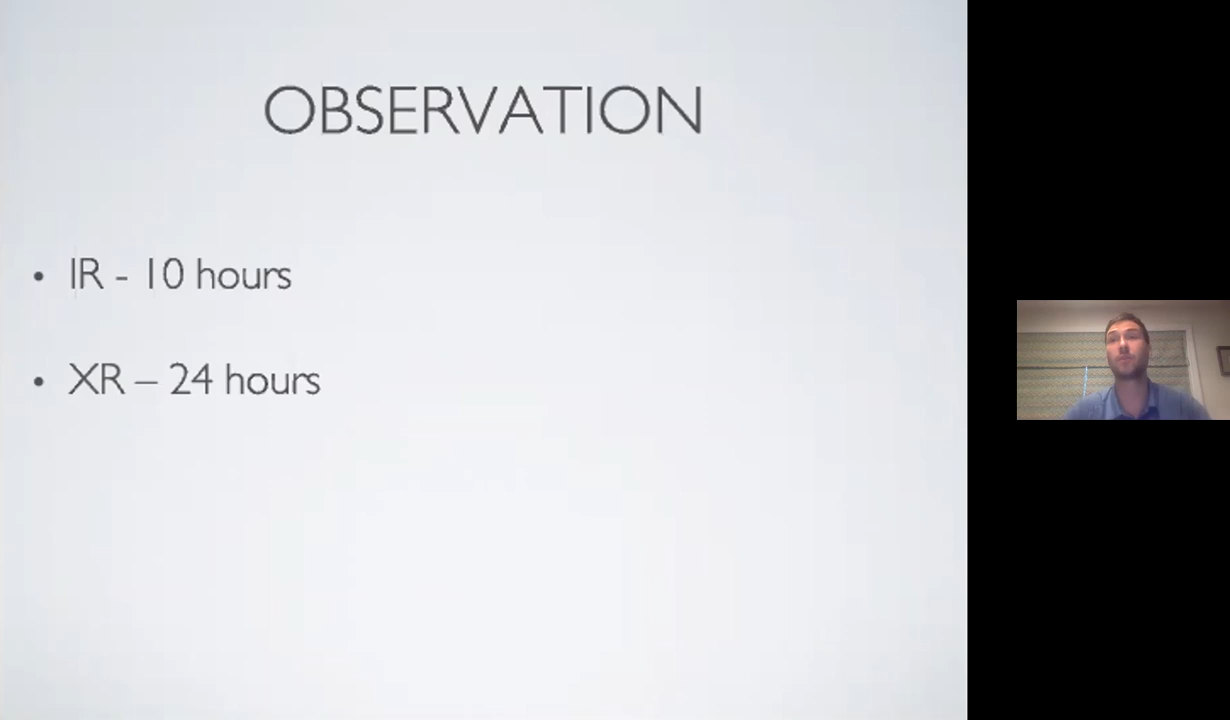 OBSERVATION
• IR - 10 hours
• XR – 24 hours